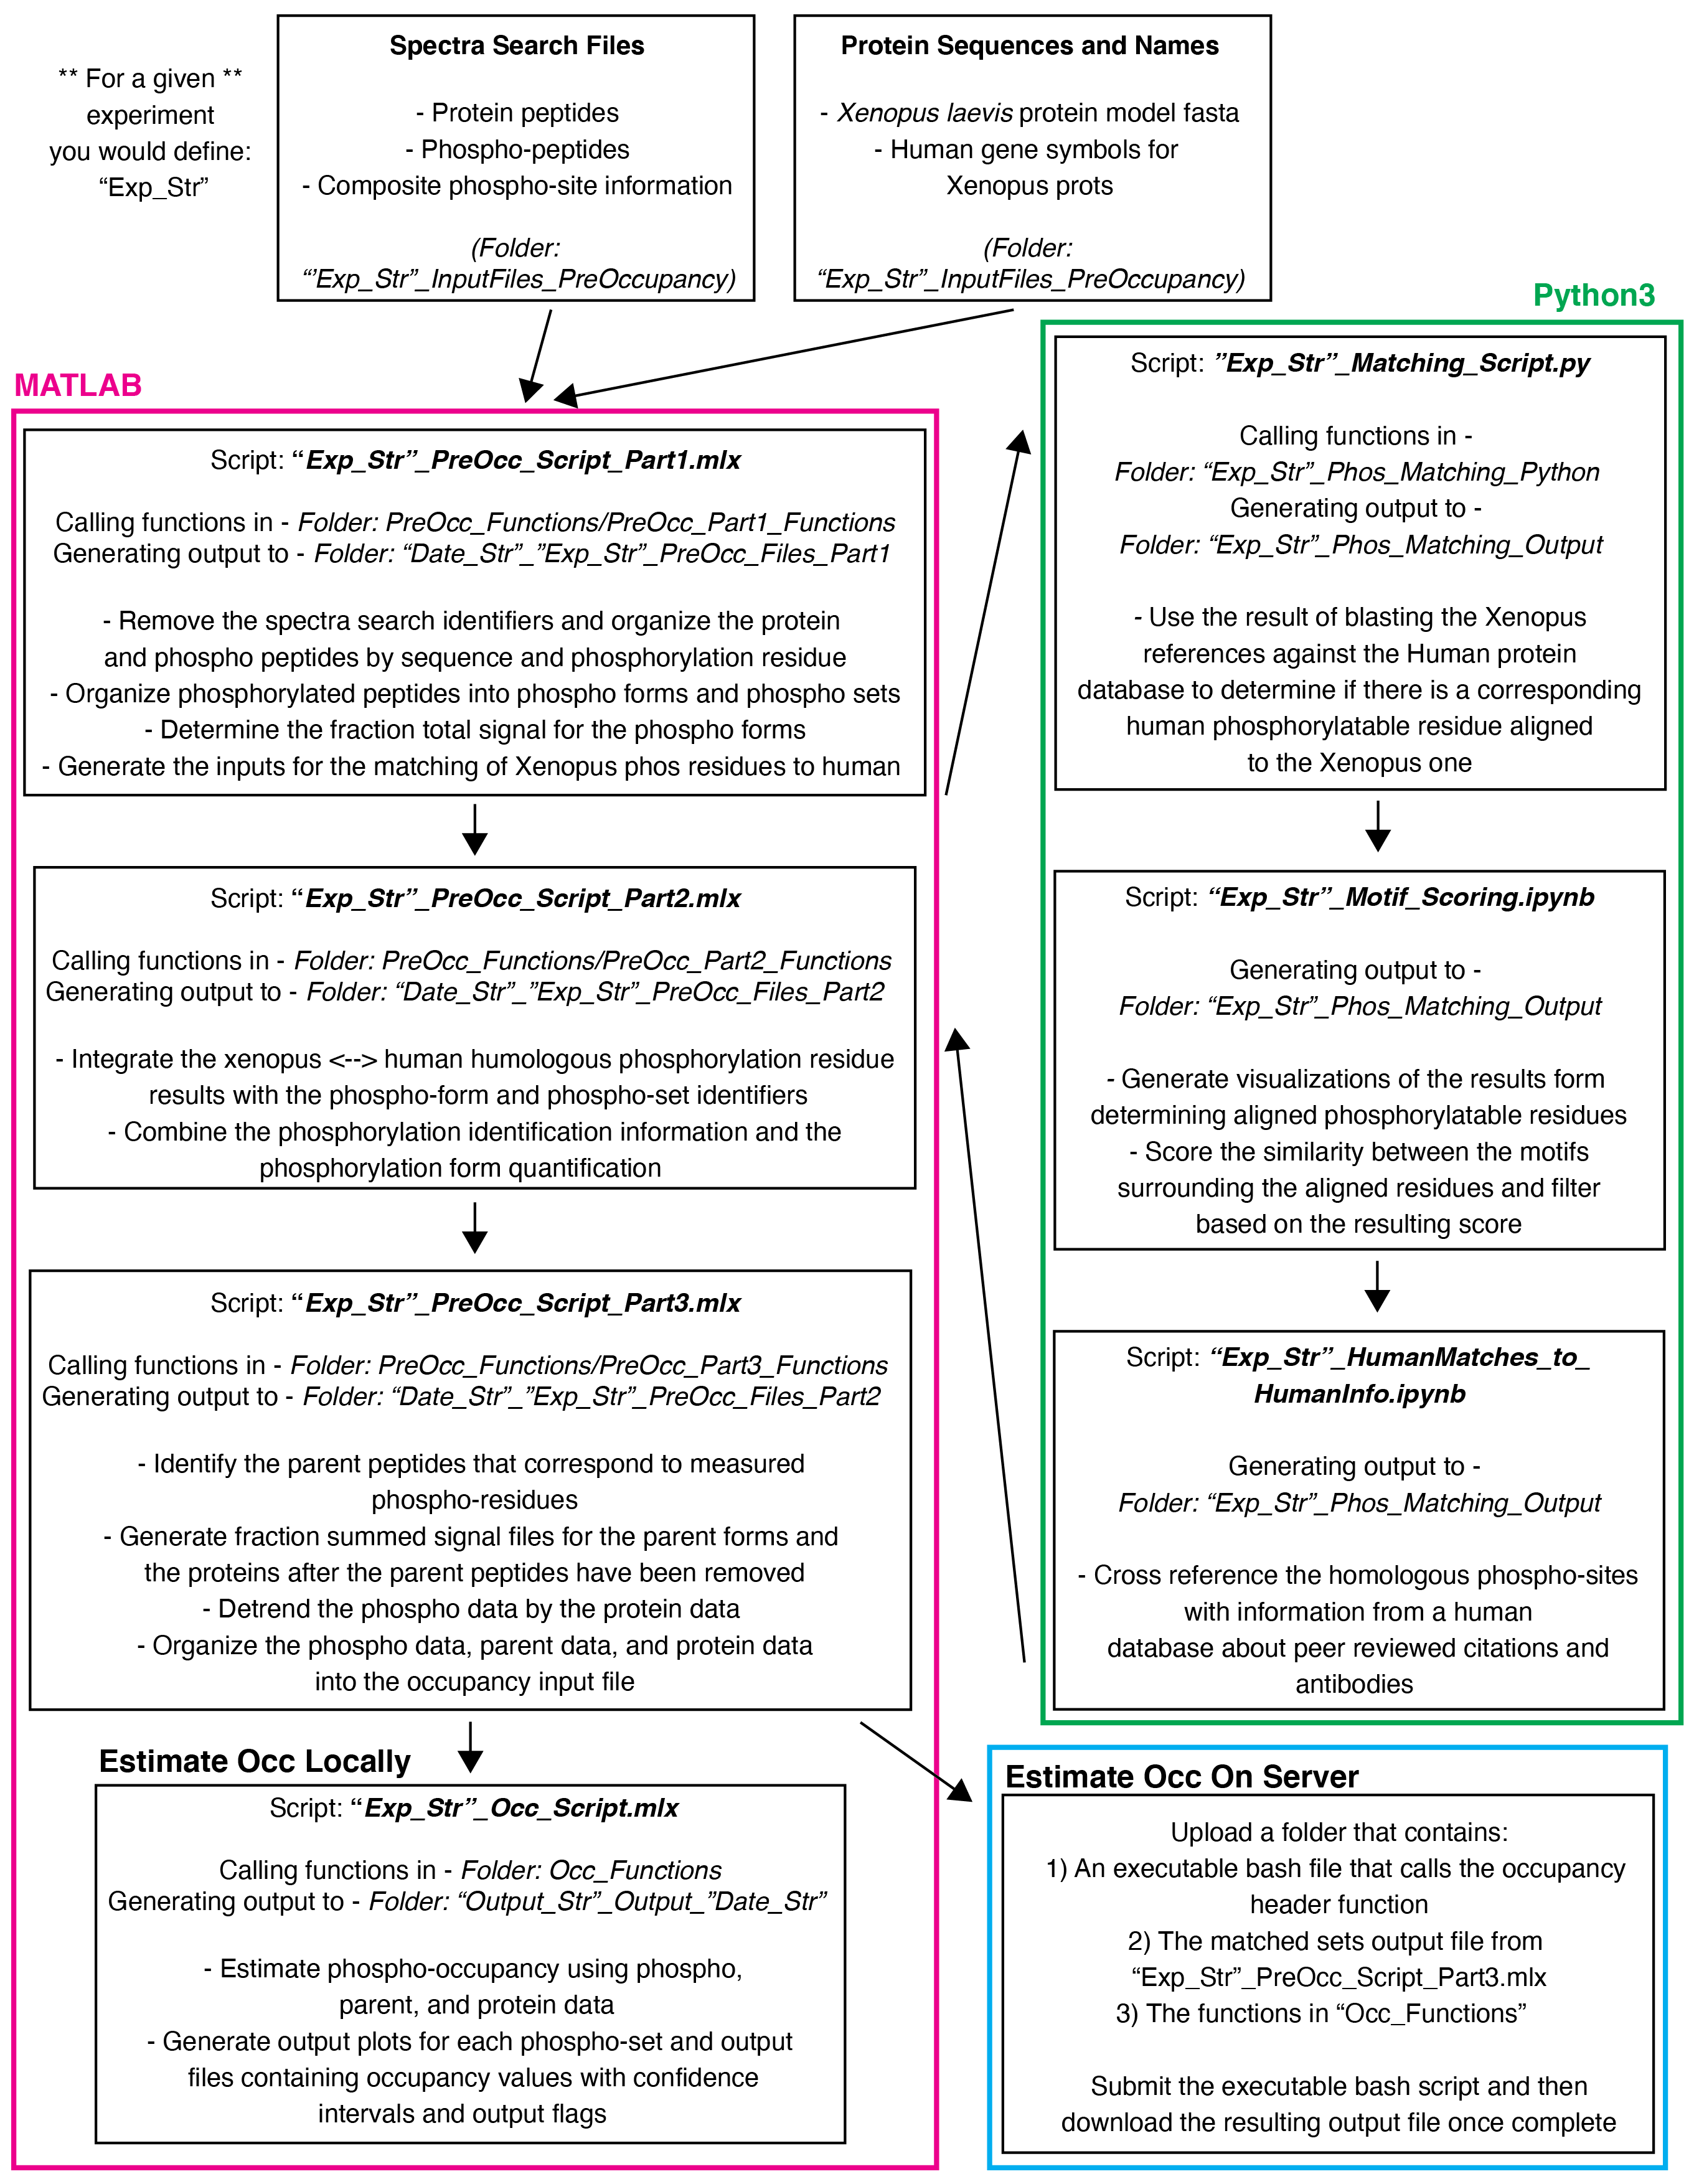 ** For a given **
experiment
you would define:
“Exp_Str”
Spectra Search Files
- Protein peptides
- Phospho-peptides
- Composite phospho-site information
(Folder:
“’Exp_Str”_InputFiles_PreOccupancy)
Protein Sequences and Names
- Xenopus laevis protein model fasta
- Human gene symbols for
Xenopus prots
(Folder:
“Exp_Str”_InputFiles_PreOccupancy)
MATLAB
Script: “Exp_Str”_PreOcc_Script_Part1.mlx
Calling functions in - Folder: PreOcc_Functions/PreOcc_Part1_Functions
Generating output to - Folder: “Date_Str”_”Exp_Str”_PreOcc_Files_Part1
- Remove the spectra search identifiers and organize the protein
and phospho peptides by sequence and phosphorylation residue
- Organize phosphorylated peptides into phospho forms and phospho sets
- Determine the fraction total signal for the phospho forms
- Generate the inputs for the matching of Xenopus phos residues to human
Script: “Exp_Str”_PreOcc_Script_Part2.mlx
Calling functions in - Folder: PreOcc_Functions/PreOcc_Part2_Functions
Generating output to - Folder: “Date_Str”_”Exp_Str”_PreOcc_Files_Part2
- Integrate the xenopus <--> human humologous phosphorylation residue
results with the phospho-form and phospho-set identifiers
- Combine the phosphorylation identification information and the
phosphorylation form quantification
Script: “Exp_Str”_PreOcc_Script_Part3.mlx
Calling functions in - Folder: PreOcc_Functions/PreOcc_Part3_Functions
Generating output to - Folder: “Date_Str”_”Exp_Str”_PreOcc_Files_Part2
- Identify the parent peptides that correspond to measured
phospho-residues
- Generate fraction summed signal files for the parent forms and
the proteins after the parent peptides have been removed
- Detrend the phospho data by the protein data
- Organize the phospho data, parent data, and protein data
into the occupancy input file
Estimate Occ Locally
Script: “Exp_Str”_Occ_Script.mlx
Calling functions in - Folder: Occ_Functions
Generating output to - Folder: “Output_Str”_Output_”Date_Str”
- Estimate phospho-occupancy using phospho,
parent, and protein data
- Generate output plots for each phospho-set and output
files containing occupancy values with confidence
intervals and output flags
Python3
Script: ”Exp_Str”_Matching_Script.py
Calling functions in -
Folder: “Exp_Str”_Phos_Matching_Python
Generating output to -
Folder: “Exp_Str”_Phos_Matching_Output
- Use the result of blasting the Xenopus
references against the Human protein
database to determine if there is a corresponding
human phosphorylatable residue aligned
to the Xenopus one
Script: “Exp_Str”_Motif_Scoring.ipynb
Generating output to -
Folder: “Exp_Str”_Phos_Matching_Output
- Generate visualizations of the results form
determining aligned phosphorylatable residues
- Score the similarity between the motifs
surrounding the aligned residues and filter
based on the resulting score
Script: “Exp_Str”_HumanMatches_to_
HumanInfo.ipynb
Generating output to -
Folder: “Exp_Str”_Phos_Matching_Output
- Cross reference the homologous phospho-sites
with information from a human
database about peer reviewed citations and
antibodies
Estimate Occ On Server
Upload a folder that contains:
1) An executable bash file that calls the occupancy
header function
2) The matched sets output file from
“Exp_Str”_PreOcc_Script_Part3.mlx
3) The functions in “Occ_Functions”
Submit the executable bash script and then
download the resulting output file once complete